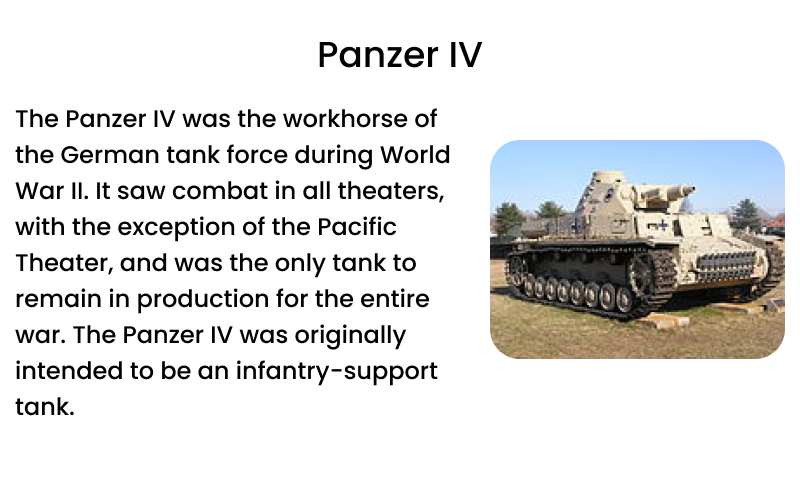 Panzer IV
The Panzer IV was the workhorse of
the German tank force during World
War II. It saw combat in all theaters,
with the exception of the Pacific
Theater, and was the only tank to
remain in production for the entire
war. The Panzer IV was originally
intended to be an infantry-support
tank.